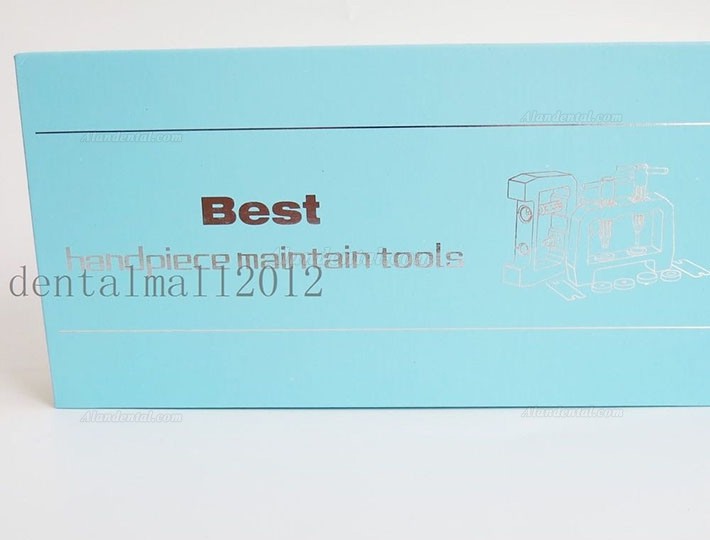 Alandental.com
Alandental.com
Best
handpiece maintain tools
dentalmall2012
Alandental.com
Alandental.com